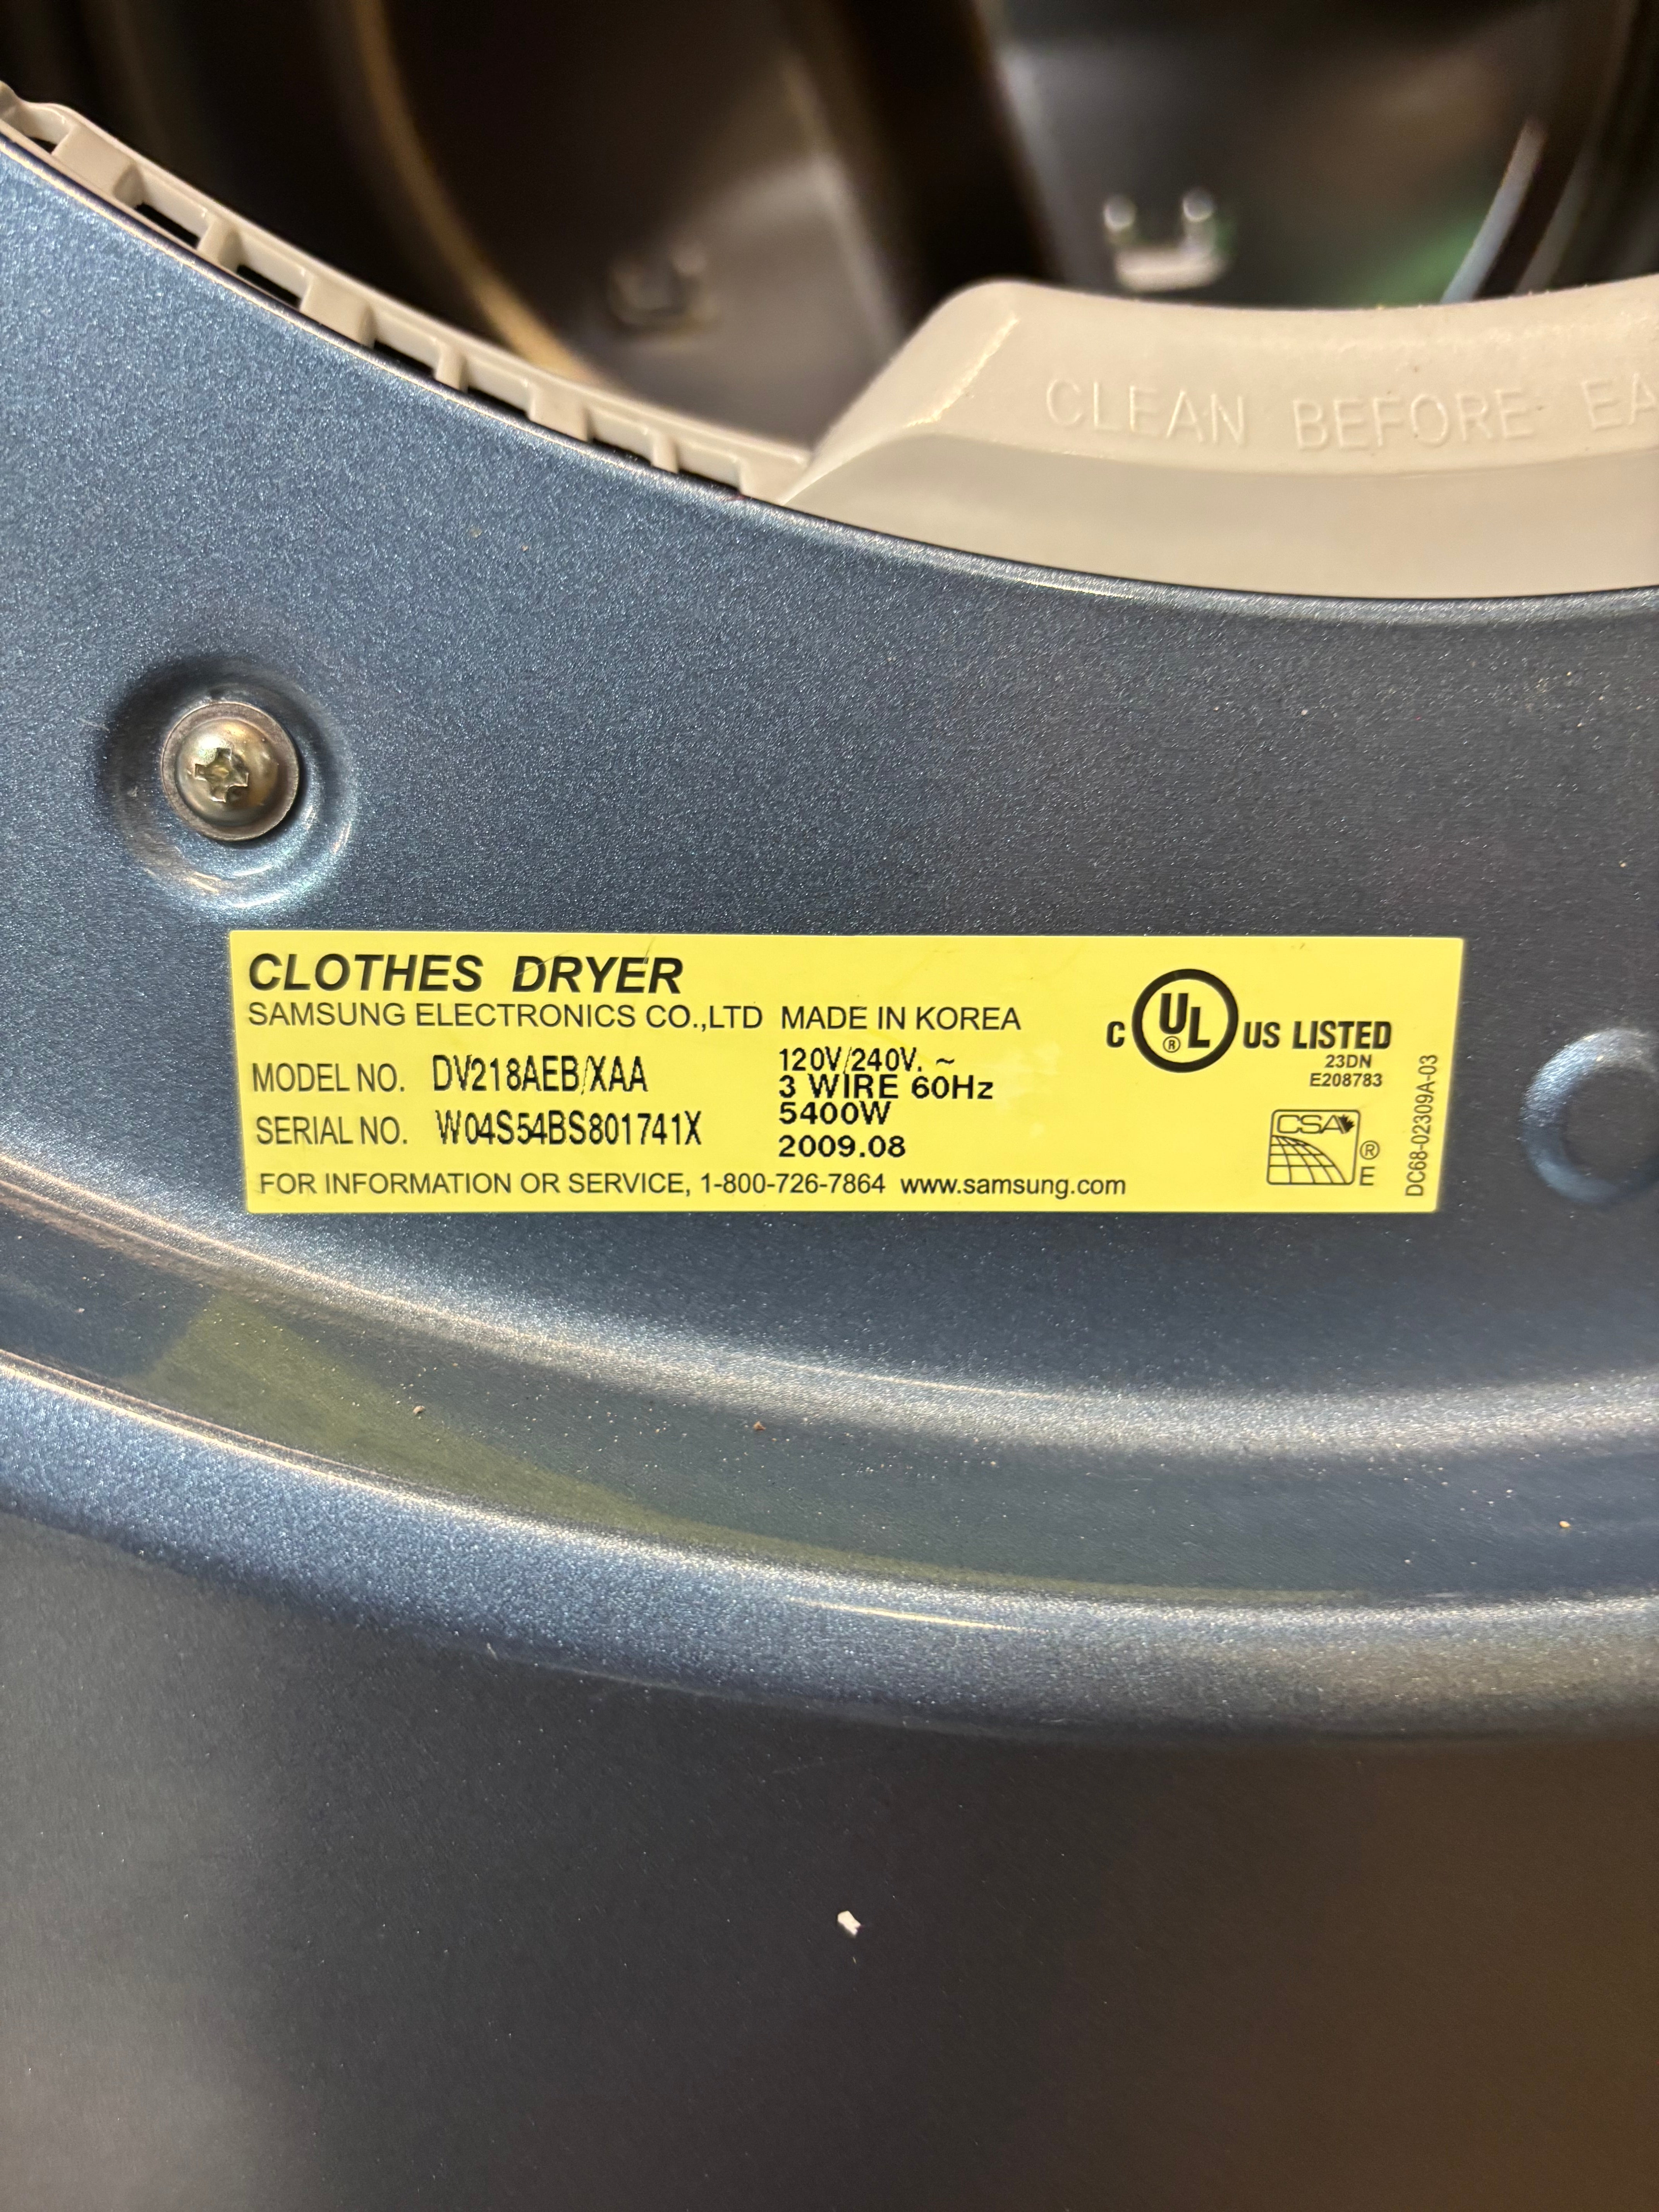 CLEAN BEFORE EA
CLOTHES DRYER
SAMSUNG ELECTRONICS CO.,LTD MADE IN KOREA
MODEL NO. DV218AEB/XAA
SERIAL NO. W04S54BS801741X
120V/240V. ~
3 WIRE 60Hz
5400W
2009.08
FOR INFORMATION OR SERVICE, 1-800-726-7864 www.samsung.com
C UL ® US LISTED
23DN
E208783
CSA ® E
DC68-02309A-03